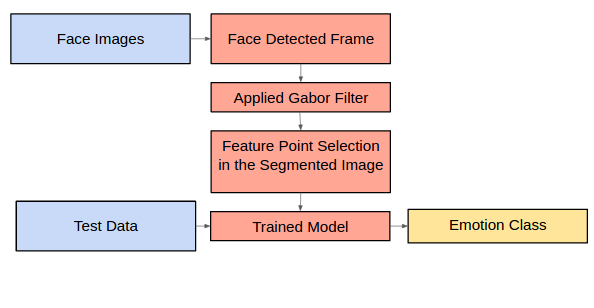 Face Images
Face Detected Frame
Applied Gabor Filter
Feature Point Selection
in the Segmented Image
Test Data
Trained Model
Emotion Class